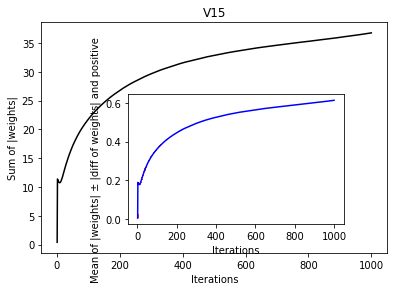 V15
Sum of |weights|
35
30
25
20
15
10
5
0
Mean of |weights| ± |diff of weights| and positive
0.6
0.4
0.2
0.0
0 200 400 600 800 1000
Iterations
0 200 400 600 800 1000
Iterations